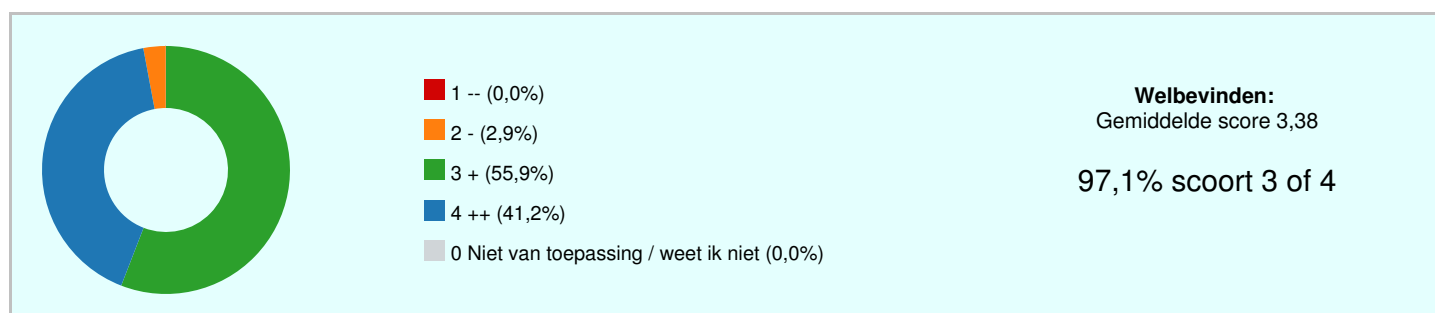 1 -- (0,0%)
2 - (2,9%)
3 + (55,9%)
4 ++ (41,2%)
0 Niet van toepassing / weet ik niet (0,0%)
Welbevinden:
Gemiddelde score 3,38
97,1% scoort 3 of 4